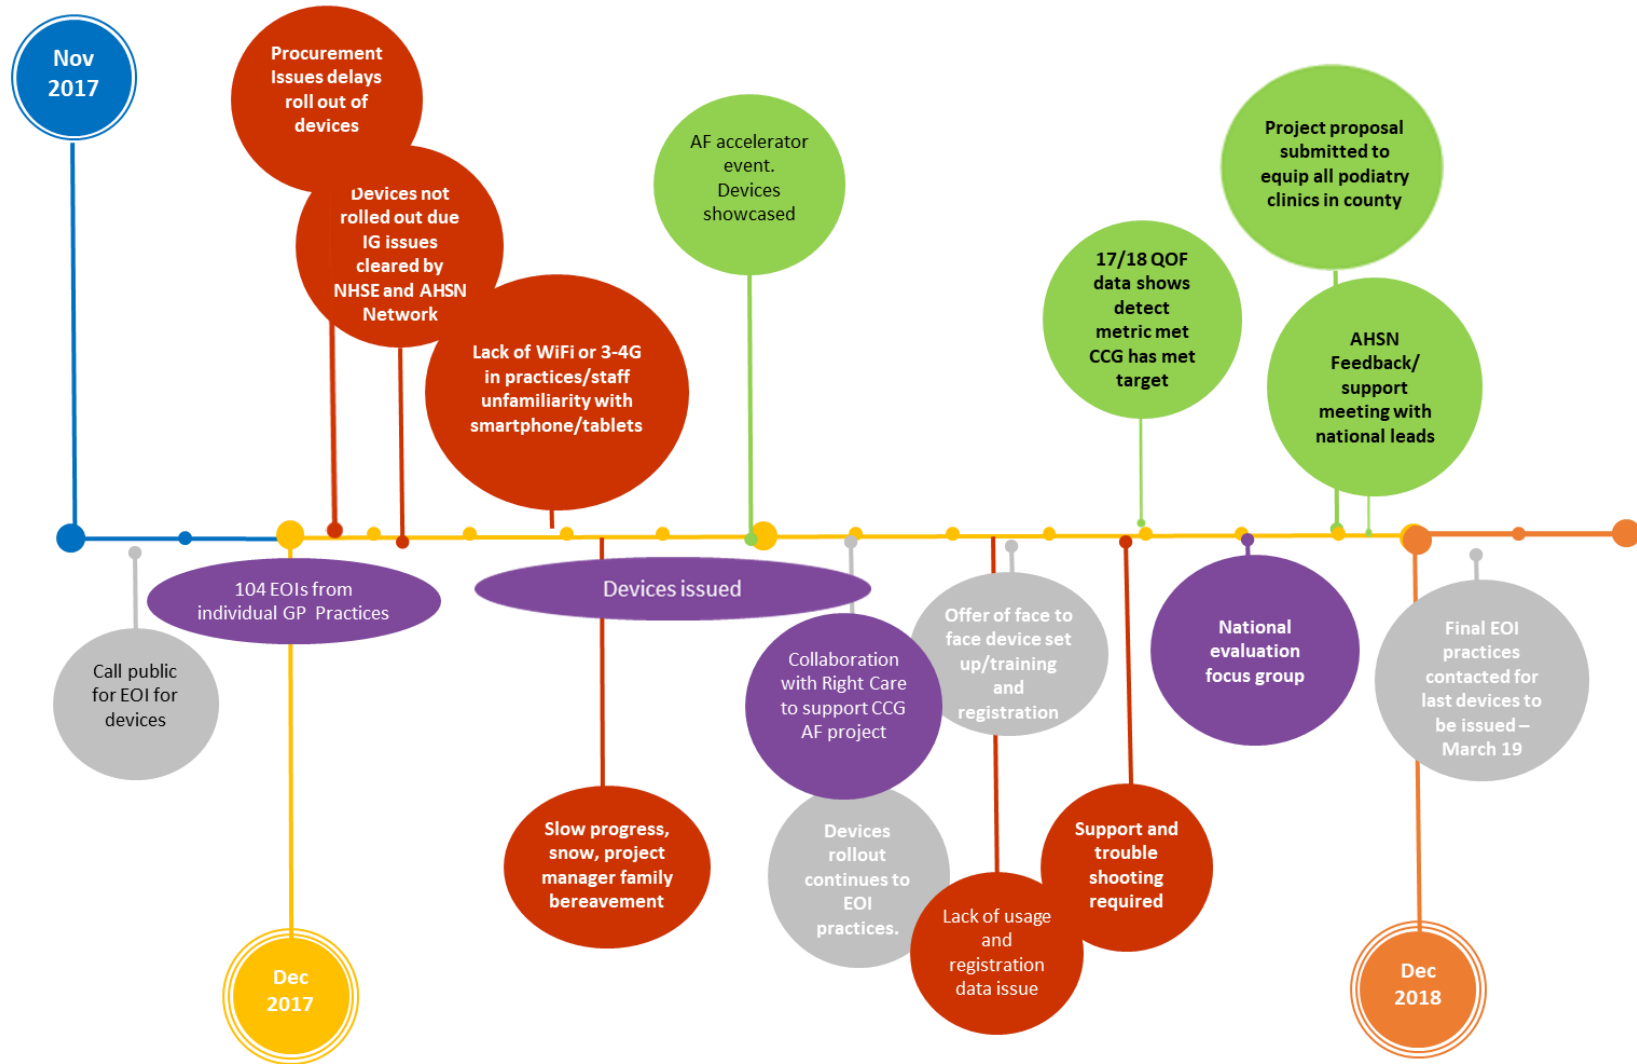 Nov
2017
Procurement
Issues delays
roll out of
devices
Devices not
rolled out due
IG issues
cleared by
NHSE and AHSN
Network
Lack of WiFi or 3-4G
in practices/staff
unfamiliarity with
smartphone/tablets
AF accelerator
event.
Devices
showcased
17/18 QOF
data shows
detect
metric met
CCG has met
target
Project proposal
submitted to
equip all podiatry
clinics in county
AHSN
Feedback/
support
meeting with
national leads
104 EOIs from
individual GP Practices
Devices issued
Call public
for EOI for
devices
Slow progress,
snow, project
manager family
bereavement
Collaboration
with Right Care
to support CCG
AF project
Offer of face to
face device set
up/training
and
registration
Devices
rollout
continues to
EOI
practices.
Lack of usage
and
registration
data issue
Support and
trouble
shooting
required
National
evaluation
focus group
Final EOI
practices
contacted for
last devices to
be issued –
March 19
Dec
2017
Dec
2018